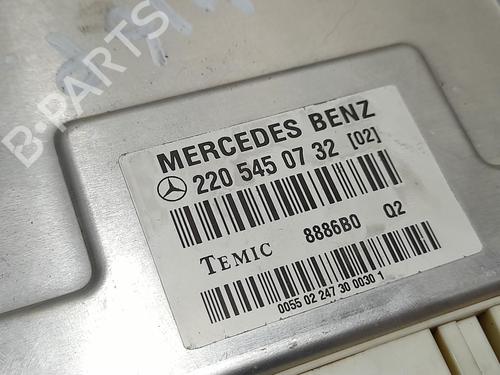 B-PARTS
MERCEDES BENZ
220 545 07 32 [02]
TEMIC 8886B0 Q2
0055 02 247 30 0030 1